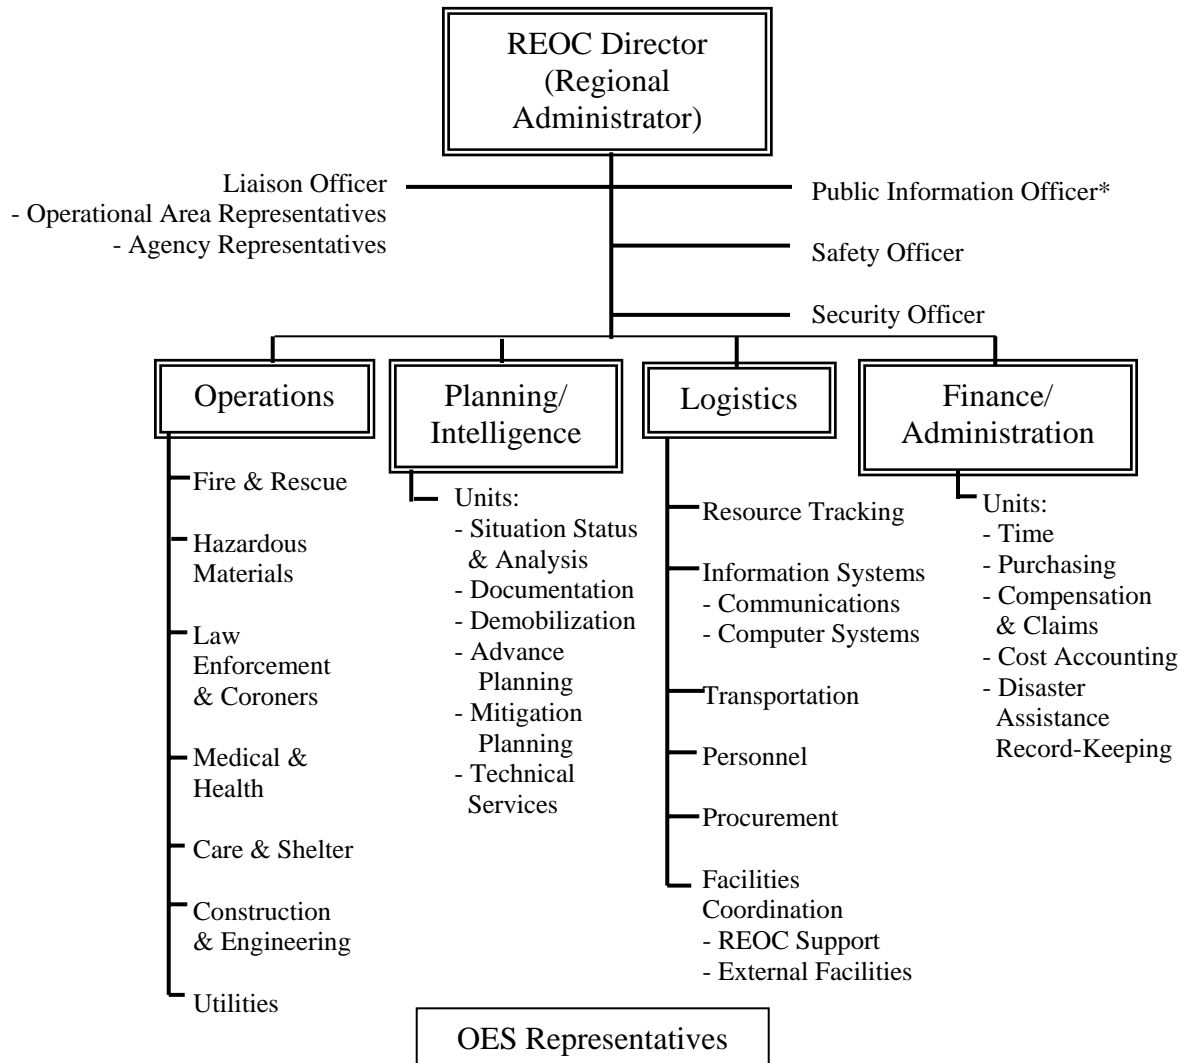 REOC Director
(Regional
Administrator)
Liaison Officer
- Operational Area Representatives
- Agency Representatives
Public Information Officer*
Safety Officer
Security Officer
Operations
Fire & Rescue
Hazardous
Materials
Law
Enforcement
& Coroners
Medical &
Health
Care & Shelter
Construction
& Engineering
Utilities
Planning/
Intelligence
Units:
- Situation Status
& Analysis
- Documentation
- Demobilization
- Advance
Planning
- Mitigation
Planning
- Technical
Services
Logistics
Resource Tracking
Information Systems
- Communications
- Computer Systems
Transportation
Personnel
Procurement
Facilities
Coordination
- REOC Support
- External Facilities
Finance/
Administration
Units:
- Time
- Purchasing
- Compensation
& Claims
- Cost Accounting
- Disaster
Assistance
Record-Keeping
OES Representatives